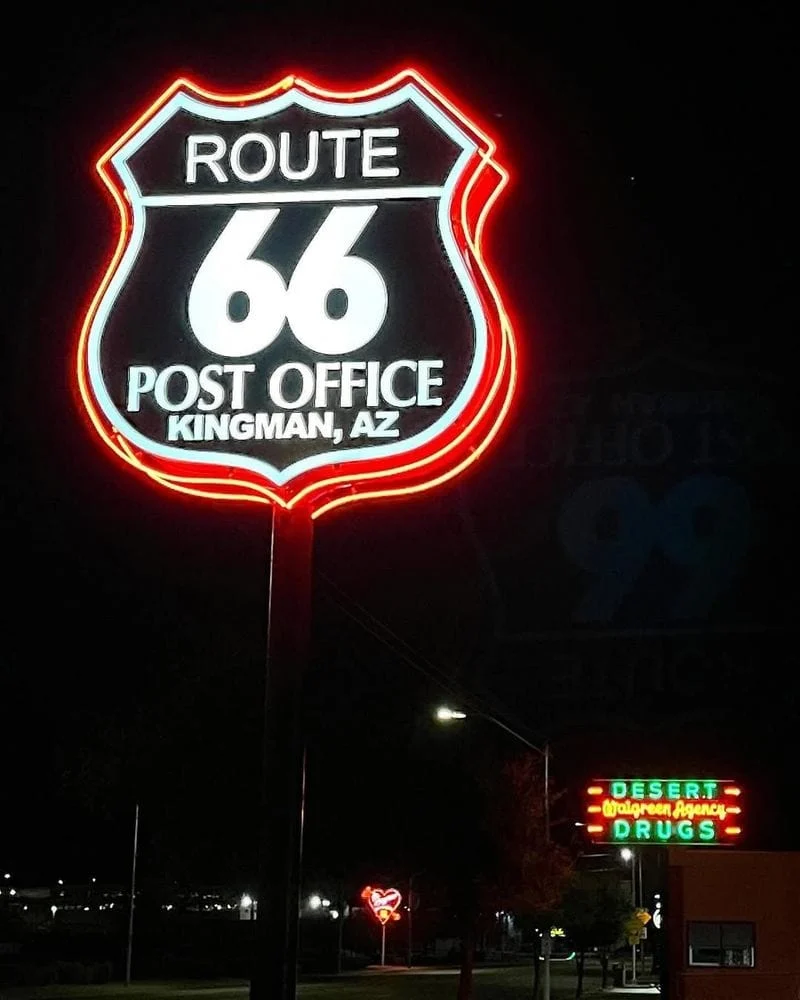 ROUTE
66
POST OFFICE
KINGMAN, AZ
DESERT
Walgreen Agency
DRUGS